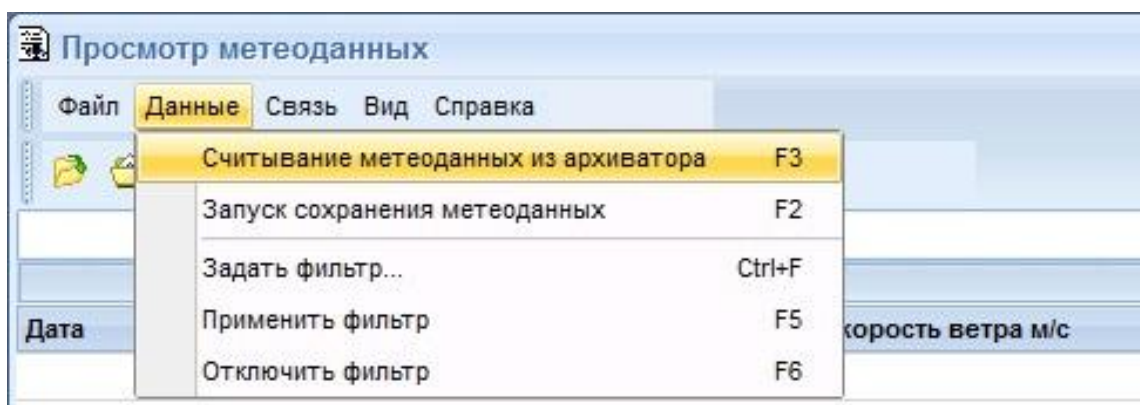 Просмотр метеоданных
Файл Данные Связь Вид Справка
Считывание метеоданных из архиватора F3
Запуск сохранения метеоданных F2
Задать фильтр... Ctrl+F
Применить фильтр F5
Дата корость ветра м/с
Отключить фильтр F6